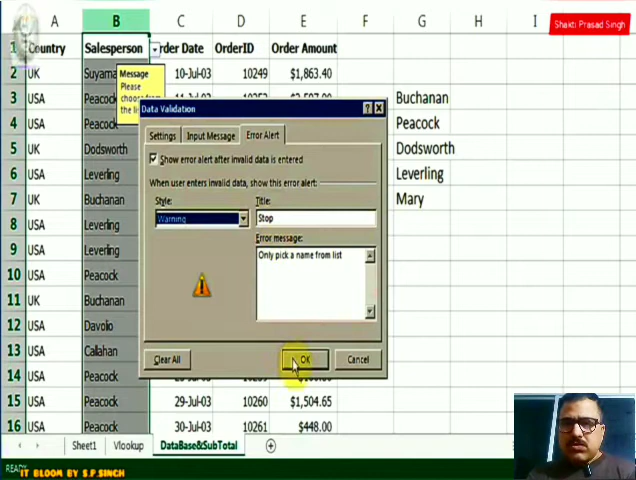 Shakti Prasad Singh
A B C D E F G H I
1 Country Salesperson rder Date OrderID Order Amount
2 UK Suyama 10-Jul-03 10249 $1,863.40
Message
Please
choose from
the li
3 USA Peacock Buchanan
4 USA Peacock Peacock
5 UK Dodsworth Dodsworth
6 USA Leverling Leverling
7 UK Buchanan Mary
8 USA Leverling
9 USA Leverling
10 USA Peacock
11 UK Buchanan
12 USA Davolio
13 USA Callahan
14 USA Peacock
15 USA Peacock 29-Jul-03 10260 $1,504.65
16 USA Peacock 30-Jul-03 10261 $448.00
Data Validation
Settings Input Message Error Alert
Show error alert after invalid data is entered
When user enters invalid data, show this error alert:
Style: Title:
Warning Stop
Error message:
Only pick a name from list
Clear All OK Cancel
Sheet1 Vlookup DataBase&SubTotal
READY
IT BLOOM BY S.P.SINGH